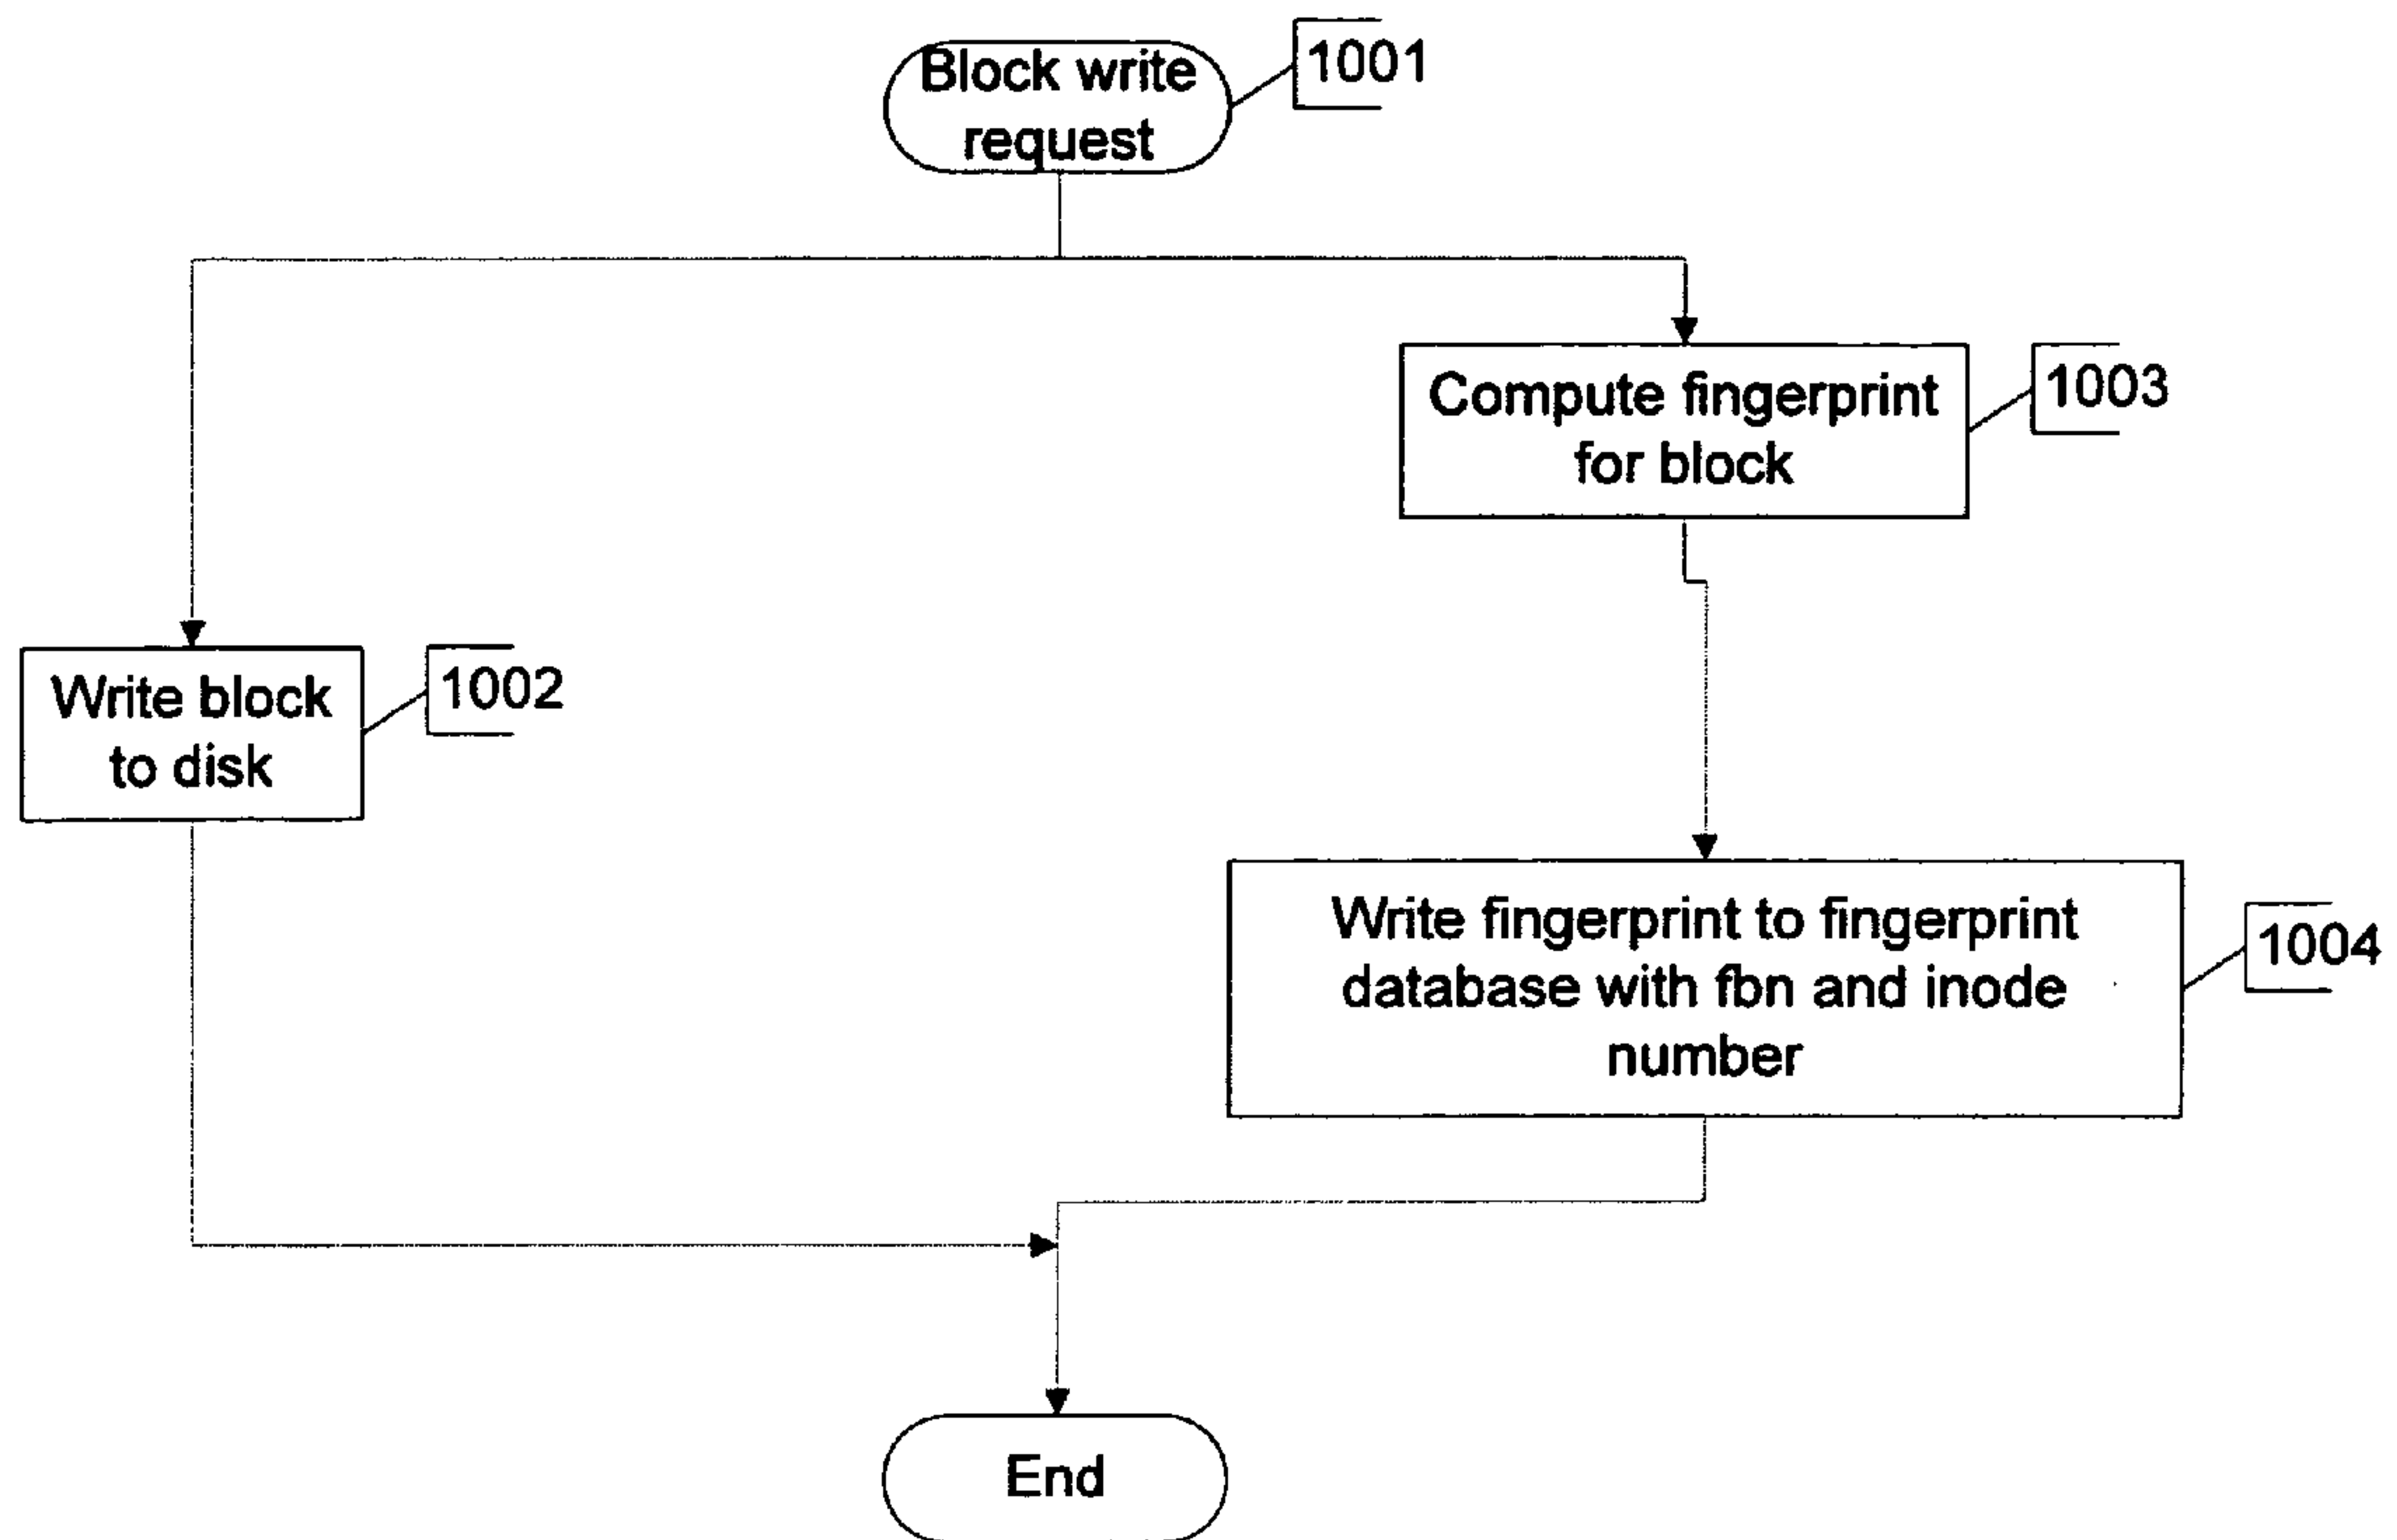 Block write
request
1001
Compute fingerprint
for block
1003
Write block
to disk
1002
Write fingerprint to fingerprint
database with fbn and inode
number
1004
End